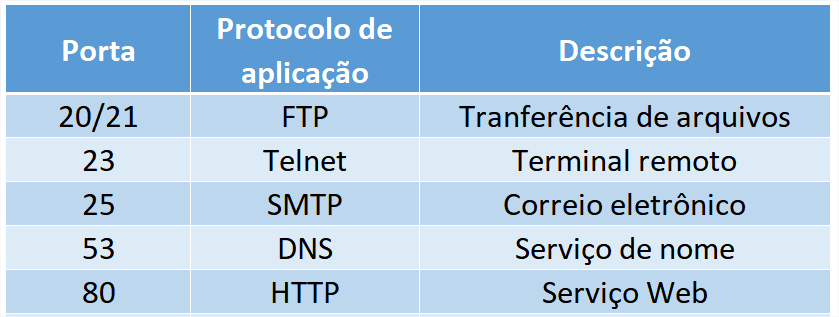 Porta Protocolo de aplicação Descrição
20/21 FTP Tranferência de arquivos
23 Telnet Terminal remoto
25 SMTP Correio eletrônico
53 DNS Serviço de nome
80 HTTP Serviço Web